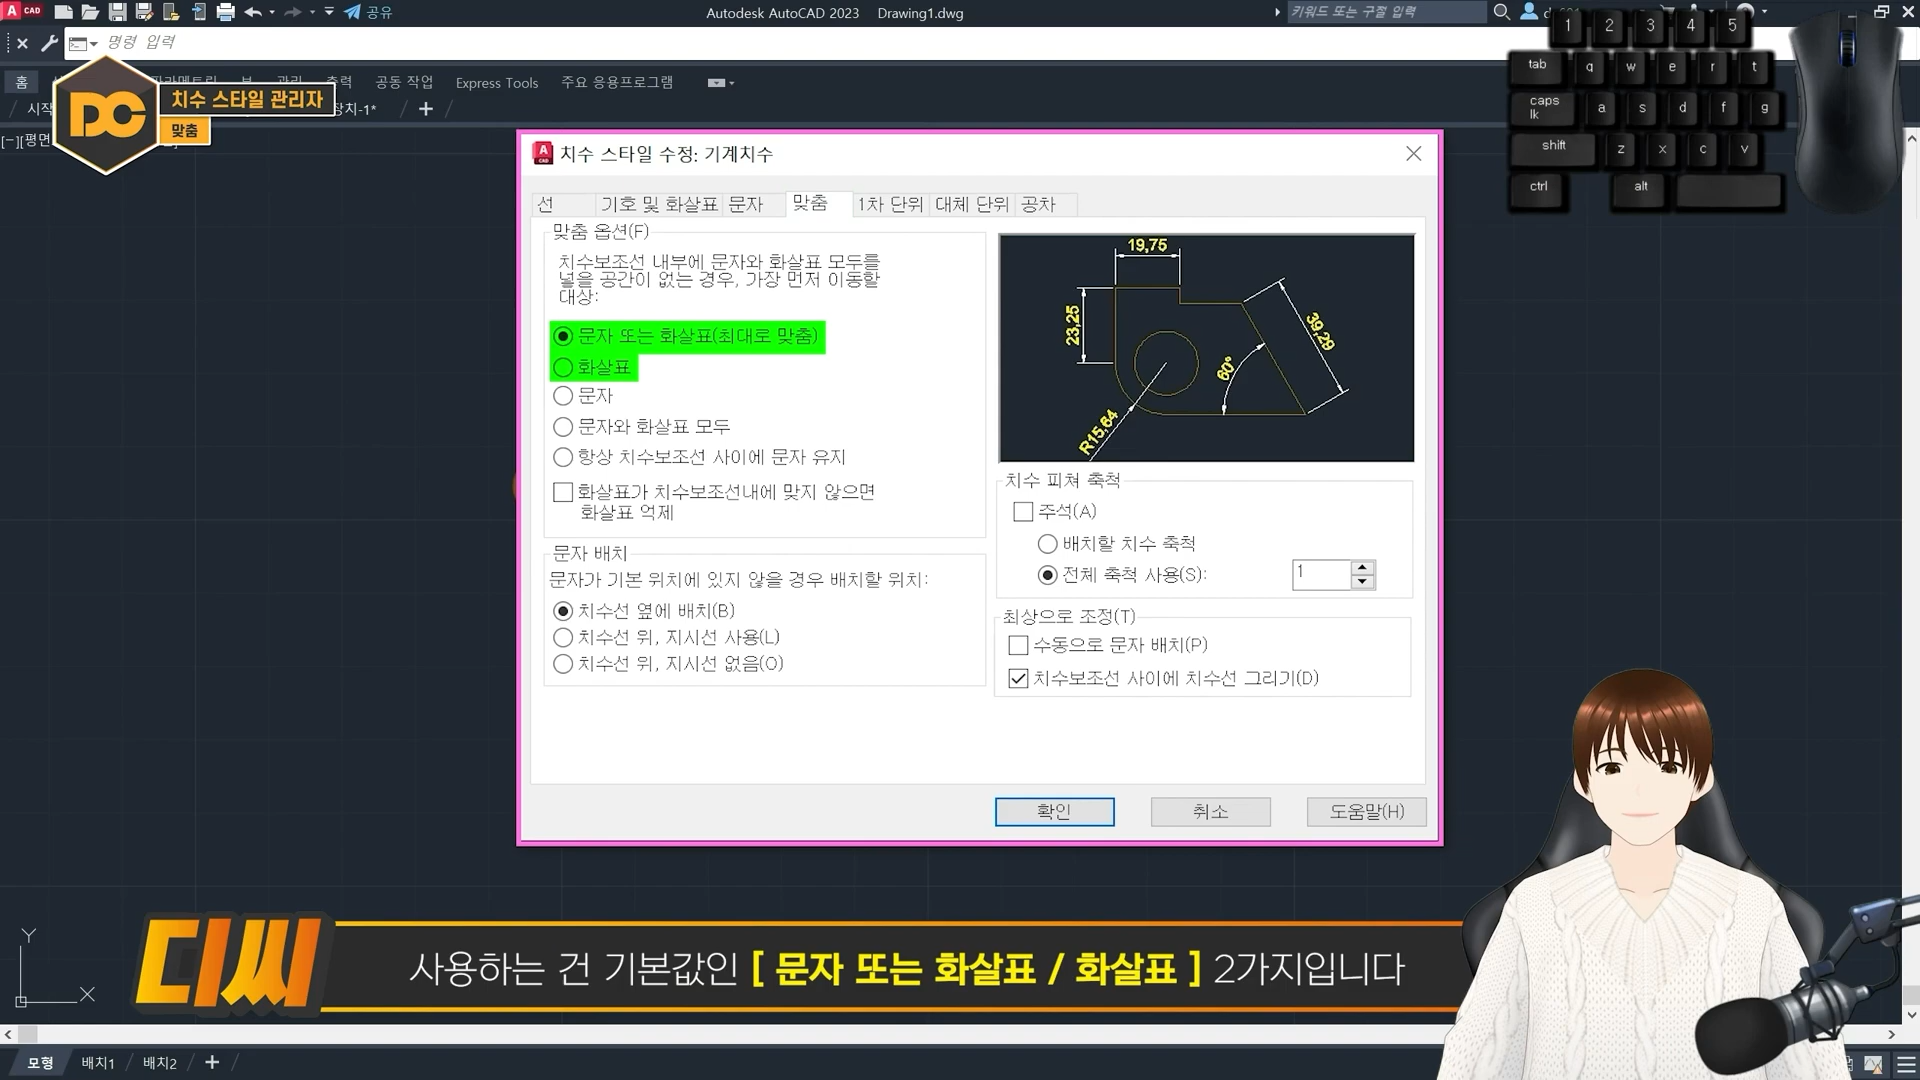 A CAD
공유
Autodesk AutoCAD 2023 Drawing1.dwg
키워드 또는 구절 입력
명령 입력
홈
관리
출력
공동 작업
Express Tools
주요 응용프로그램
시작
장치-1*
[−][평면
DC
치수 스타일 관리자
맞춤
1 2 3 4 5
tab q w e r t
caps lk a s d f g
shift z x c v
ctrl alt
치수 스타일 수정: 기계치수
선 기호 및 화살표 문자 맞춤 1차 단위 대체 단위 공차
맞춤 옵션(F)
치수보조선 내부에 문자와 화살표 모두를
넣을 공간이 없는 경우, 가장 먼저 이동할
대상:
문자 또는 화살표(최대로 맞춤)
화살표
문자
문자와 화살표 모두
항상 치수보조선 사이에 문자 유지
화살표가 치수보조선내에 맞지 않으면
화살표 억제
문자 배치
문자가 기본 위치에 있지 않을 경우 배치할 위치:
치수선 옆에 배치(B)
치수선 위, 지시선 사용(L)
치수선 위, 지시선 없음(O)
19,75
23,25
39,29
60°
R15,64
치수 피쳐 축척
주석(A)
배치할 치수 축척
전체 축척 사용(S):
1
최상으로 조정(T)
수동으로 문자 배치(P)
치수보조선 사이에 치수선 그리기(D)
확인
취소
도움말(H)
Y
X
디씨
사용하는 건 기본값인 [ 문자 또는 화살표 / 화살표 ] 2가지입니다
모형
배치1
배치2